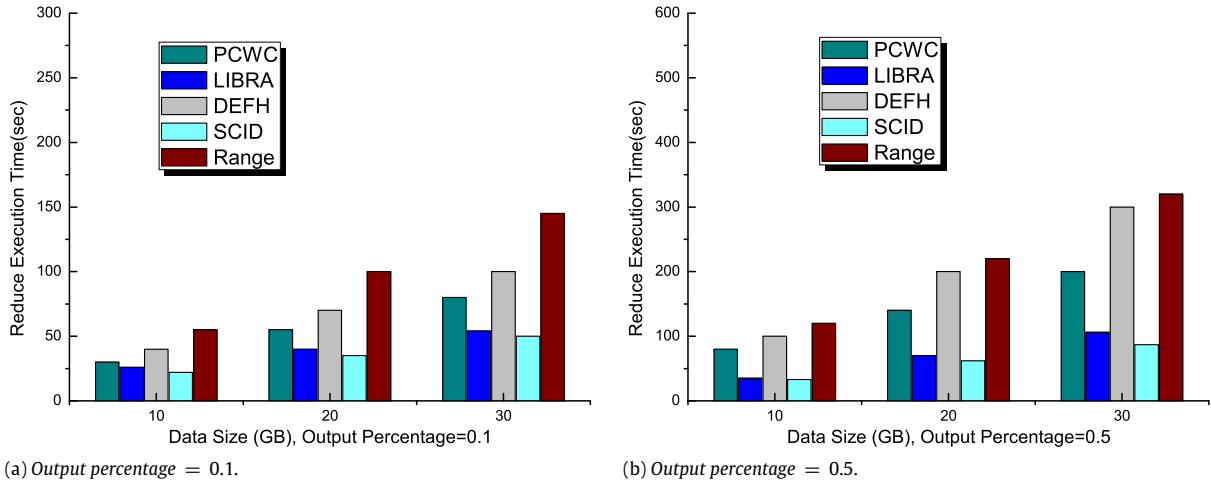 300
250
200
150
100
50
0
Reduce Execution Time(sec)
PCWC
LIBRA
DEFH
SCID
Range
10
20
30
Data Size (GB), Output Percentage=0.1
(a) Output percentage = 0.1.
600
500
400
300
200
100
0
Reduce Execution Time(sec)
PCWC
LIBRA
DEFH
SCID
Range
10
20
30
Data Size (GB), Output Percentage=0.5
(b) Output percentage = 0.5.